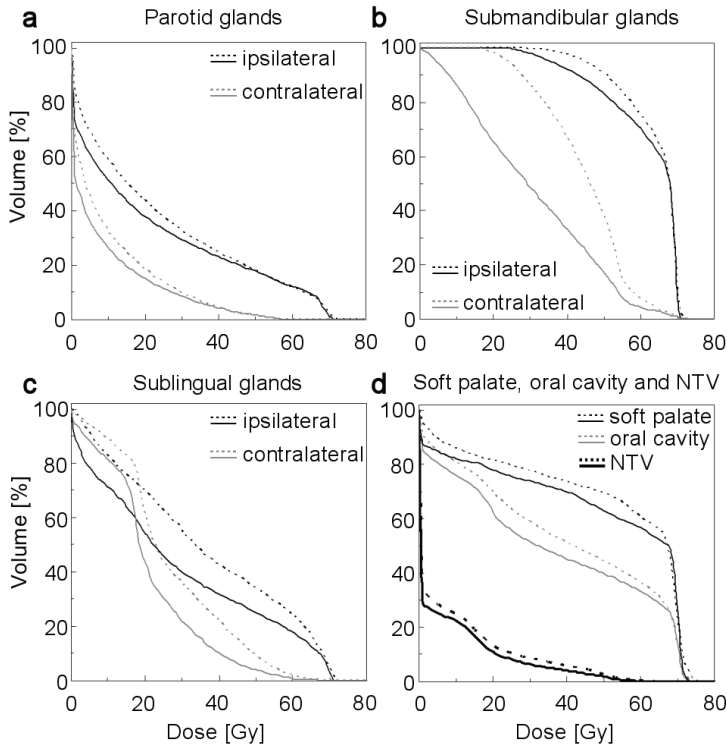 a Parotid glands
100
80
60
40
20
0
Volume [%]
ipsilateral
contralateral
0 20 40 60 80
b Submandibular glands
100
80
60
40
20
0
ipsilateral
contralateral
0 20 40 60 80
c Sublingual glands
100
80
60
40
20
0
Volume [%]
ipsilateral
contralateral
0 20 40 60 80
Dose [Gy]
d Soft palate, oral cavity and NTV
100
80
60
40
20
0
soft palate
oral cavity
NTV
0 20 40 60 80
Dose [Gy]